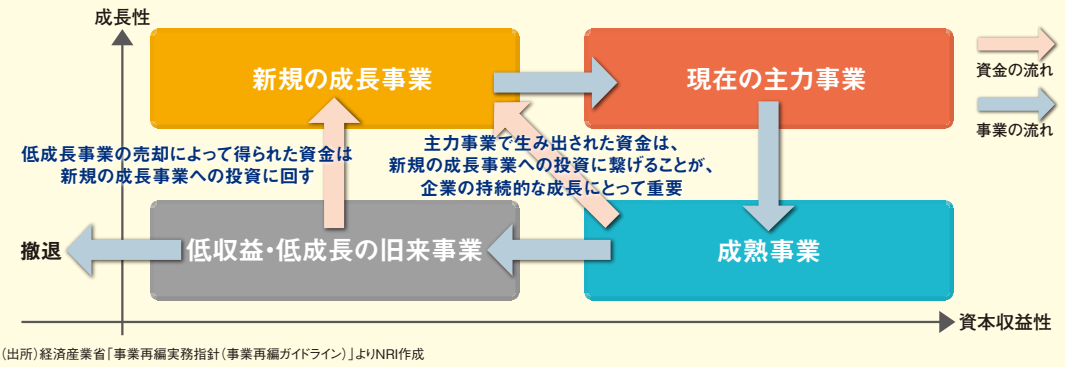 成長性
新規の成長事業
現在の主力事業
資金の流れ
事業の流れ
低成長事業の売却によって得られた資金は
新規の成長事業への投資に回す
主力事業で生み出された資金は、
新規の成長事業への投資に繋げることが、
企業の持続的な成長にとって重要
撤退
低収益・低成長の旧来事業
成熟事業
資本収益性
（出所）経済産業省「事業再編実務指針（事業再編ガイドライン）」よりNRI作成